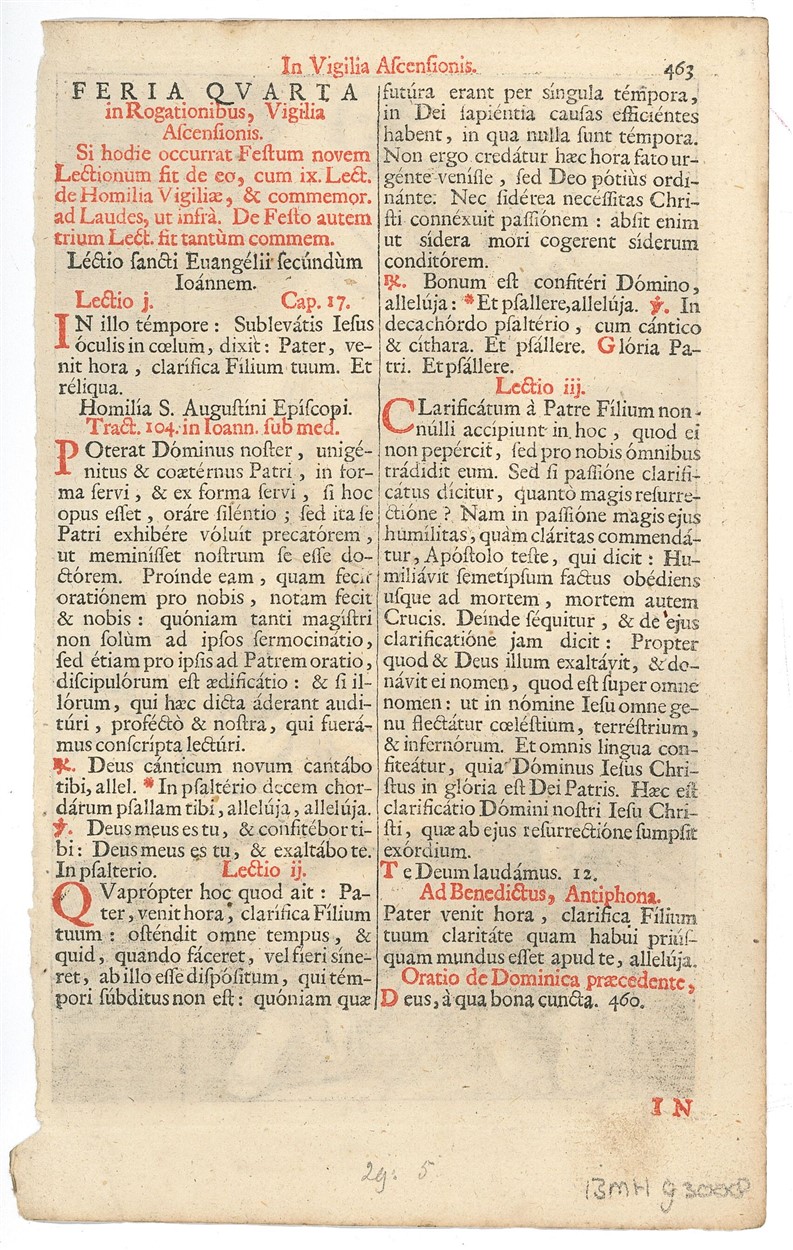 In Vigilia Aſcenſionis. 463
FERIA QVARTA
in Rogationibus, Vigilia
Aſcenſionis.
Si hodie occurrat Feſtum novem
Lectionum fit de eo, cum ix. Lect.
de Homilia Vigiliæ, & commemor.
ad Laudes, ut infrà. De Feſto autem
trium Lect. fit tantùm commem.
Léctio ſancti Euangélii ſecúndùm
Ioánnem.
Lectio j. Cap. 17.
IN illo témpore : Sublevátis Ieſus
óculis in cœlum, dixit : Pater, ve-
nit hora , clarífica Fílium tuum. Et
réliqua.
Homilía S. Auguſtíni Epíſcopi.
Tract. 104. in Ioann. ſub med.
POterat Dóminus noſter , unigé-
nitus & coætérnus Patri , in for-
ma ſervi , & ex forma ſervi , ſi hoc
opus eſſet , oráre ſiléntio ; ſed ita ſe
Patri exhibére vóluit precatórem ,
ut meminíſſet noſtrum ſe eſſe do-
ctórem. Proínde eam , quam fecit
oratiónem pro nobis , notam fecit
& nobis : quóniam tanti magíſtri
non ſolùm ad ipſos ſermocinátio,
ſed étiam pro ipſis ad Patrem oratio,
diſcipulórum eſt ædificátio : & ſi il-
lórum, qui hæc dicta áderant audi-
túri , proféctò & noſtra, qui fuerá-
mus conſcripta lectúri.
℟. Deus cánticum novum cantábo
tibi, allel. * In pſaltério decem chor-
dárum pſallam tibi, allelúja, allelúja.
℣. Deus meus es tu, & confitébor ti-
bi : Deus meus es tu, & exaltábo te.
In pſalterio. Lectio ij.
QVaprópter hoc quod ait : Pa-
ter, venit hora, clarífica Fílium
tuum : oſténdit omne tempus , &
quid , quando fáceret, vel fieri síne-
ret, ab illo eſſe diſpóſitum, qui tém-
pori ſúbditus non eſt : quóniam quæ
futúra erant per síngula témpora,
in Dei ſapiéntia cauſas efficiéntes
habent, in qua nulla ſunt témpora.
Non ergo credátur hæc hora fato ur-
génte veníſſe , ſed Deo pótiùs ordi-
nánte. Nec ſidérea necéſſitas Chri-
ſti connéxuit paſſiónem : abſit enim
ut sídera mori cogerent síderum
conditórem.
℟. Bonum eſt confitéri Dómino,
allelúja : * Et pſallere, allelúja. ℣. In
decachórdo pſaltério , cum cántico
& cíthara. Et pſállere. Glória Pa-
tri. Et pſállere.
Lectio iij.
CLarificátum à Patre Fílium non-
núlli accípiunt in hoc , quod ei
non pepércit, ſed pro nobis ómnibus
trádidit eum. Sed ſi paſſióne clarifi-
cátus dícitur, quantò magis reſurre-
ctióne ? Nam in paſſióne magis ejus
humílitas, quàm cláritas commendá-
tur, Apóſtolo teſte, qui dicit : Hu-
miliávit ſemetípſum factus obédiens
uſque ad mortem , mortem autem
Crucis. Deínde ſéquitur , & de ejus
clarificatióne jam dicit : Propter
quod & Deus illum exaltávit, & do-
návit ei nomen, quod eſt ſuper omne
nomen : ut in nómine Ieſu omne ge-
nu flectátur cœléſtium, terréſtrium,
& infernórum. Et omnis lingua con-
fiteátur, quia Dóminus Ieſus Chri-
ſtus in glória eſt Dei Patris. Hæc eſt
clarificátio Dómini noſtri Ieſu Chri-
ſti, quæ ab ejus reſurrectióne ſumpſit
exórdium.
Te Deum laudámus. 12.
Ad Benedictus, Antiphona.
Pater venit hora , clarifica Fílium
tuum claritáte quam habui priúſ-
quam mundus eſſet apud te, allelúja.
Oratio de Dominica præcedente,
Deus, à qua bona cuncta. 460.
IN
29: 5
BMH g3000